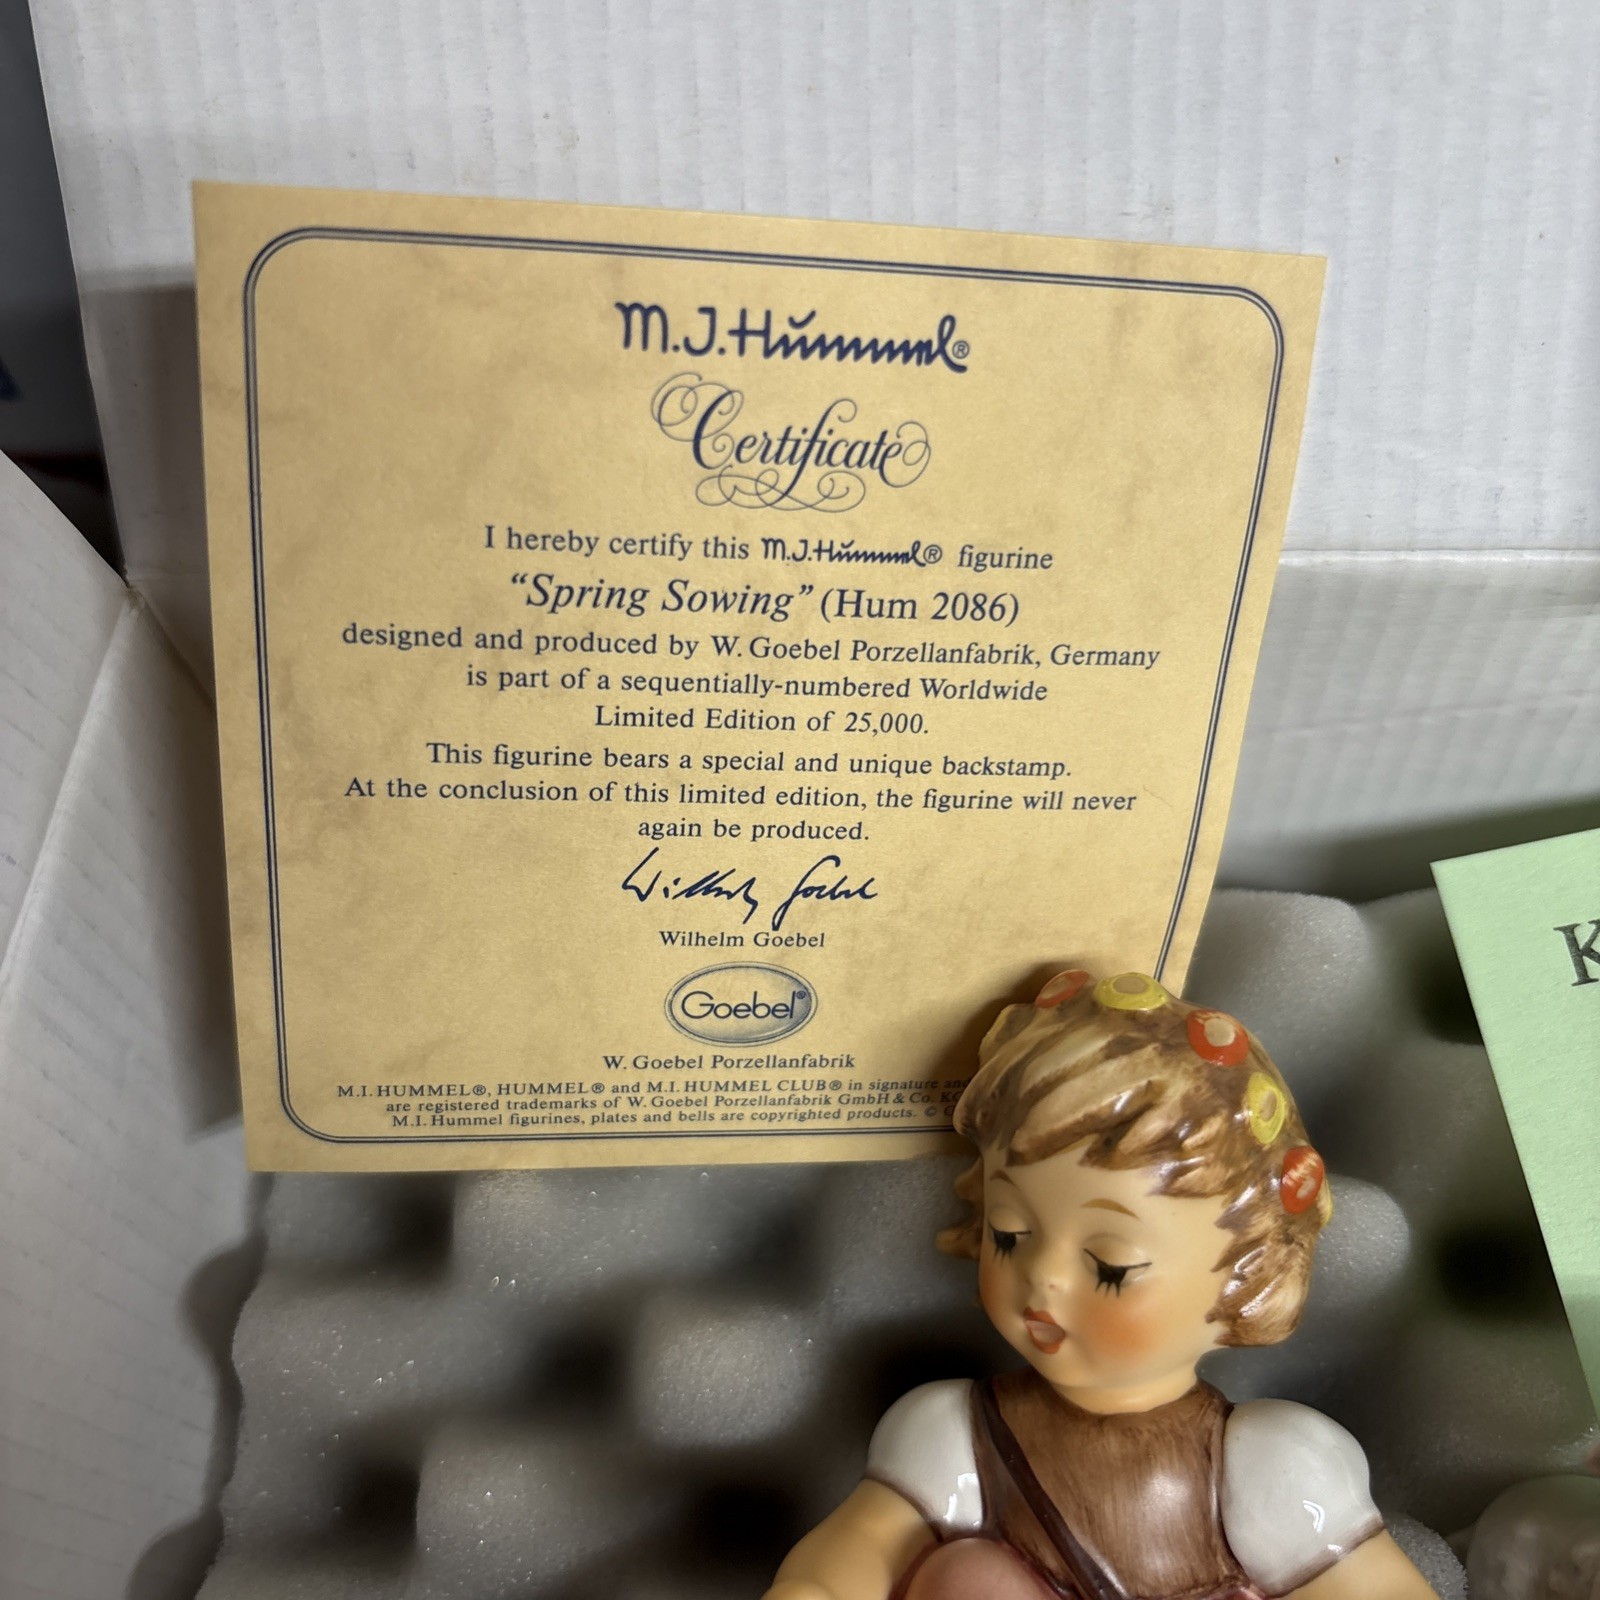 M.J.Hummel®
Certificate
I hereby certify this M.J.Hummel® figurine
“Spring Sowing” (Hum 2086)
designed and produced by W. Goebel Porzellanfabrik, Germany
is part of a sequentially-numbered Worldwide
Limited Edition of 25,000.
This figurine bears a special and unique backstamp.
At the conclusion of this limited edition, the figurine will never
again be produced.
Wilhelm Goebel
Wilhelm Goebel
Goebel®
W. Goebel Porzellanfabrik
M.I. HUMMEL®, HUMMEL® and M.I. HUMMEL CLUB® in signature and
are registered trademarks of W. Goebel Porzellanfabrik GmbH & Co. KG
M.I. Hummel figurines, plates and bells are copyrighted products. ©
K